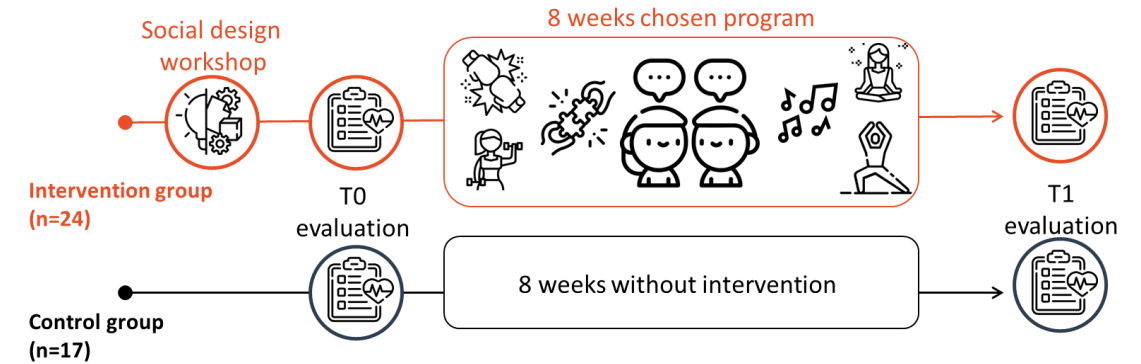 8 weeks chosen program
Social design
workshop
Intervention group
(n=24)
T0
evaluation
T1
evaluation
8 weeks without intervention
Control group
(n=17)